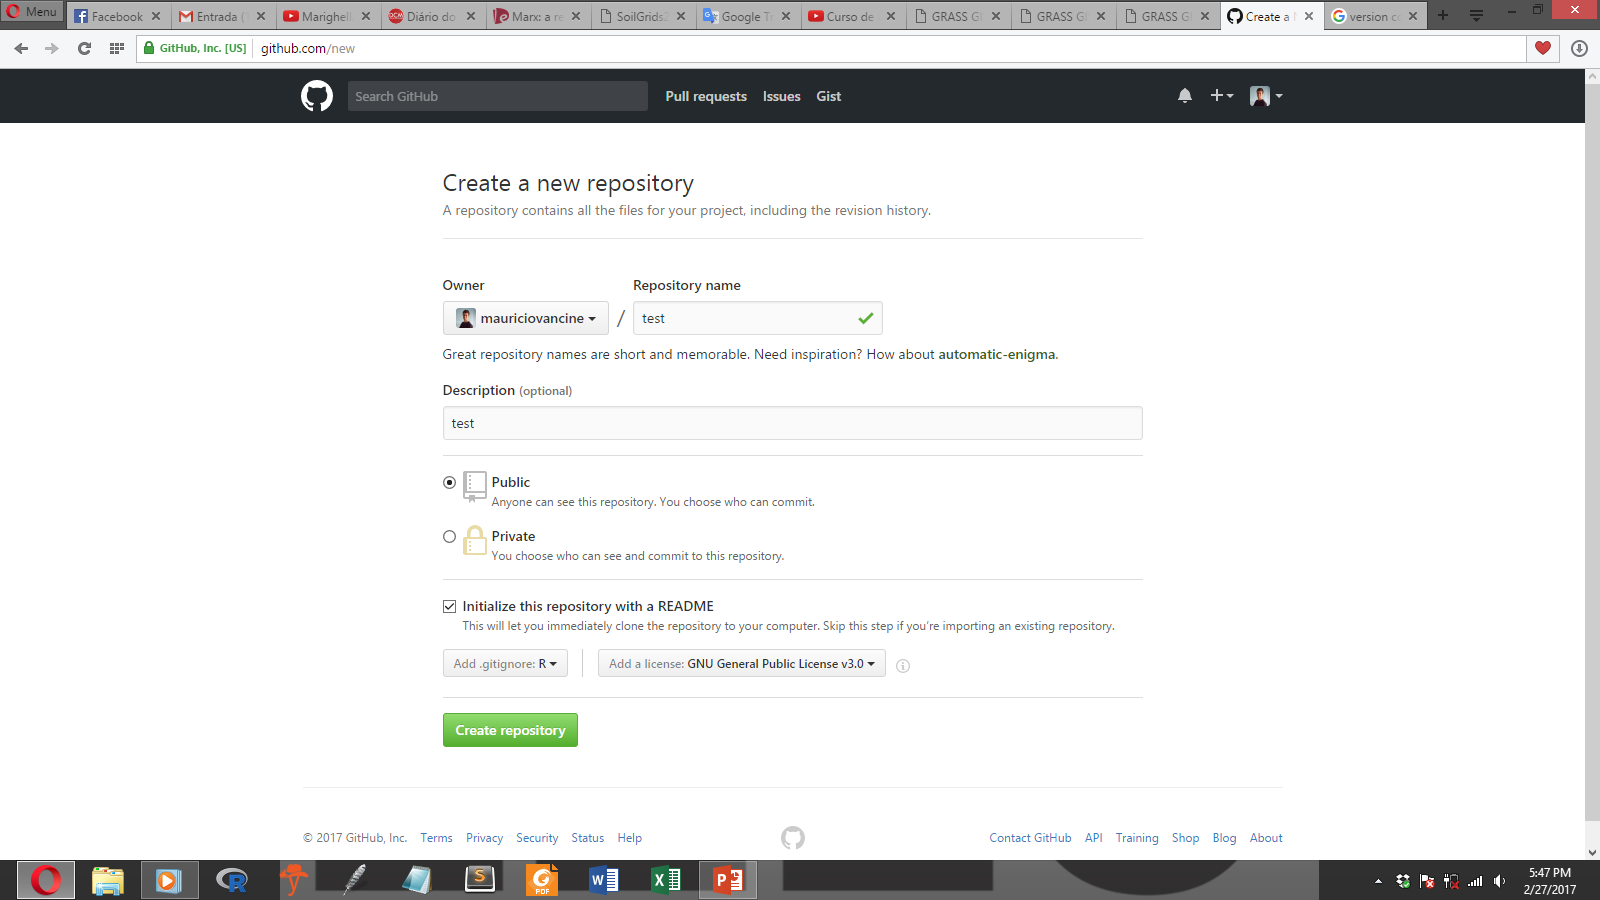 Menu
Facebook
Entrada (
Marighell
Diário do
Marx: a re
SoilGrids
Google T
Curso de
GRASS G
GRASS G
GRASS G
Create a
version c
GitHub, Inc. [US] github.com/new
Search GitHub Pull requests Issues Gist
Create a new repository
A repository contains all the files for your project, including the revision history.
Owner Repository name
mauriciovancine / test
Great repository names are short and memorable. Need inspiration? How about automatic-enigma.
Description (optional)
test
Public
Anyone can see this repository. You choose who can commit.
Private
You choose who can see and commit to this repository.
Initialize this repository with a README
This will let you immediately clone the repository to your computer. Skip this step if you're importing an existing repository.
Add .gitignore: R Add a license: GNU General Public License v3.0
Create repository
© 2017 GitHub, Inc. Terms Privacy Security Status Help Contact GitHub API Training Shop Blog About
5:47 PM
2/27/2017